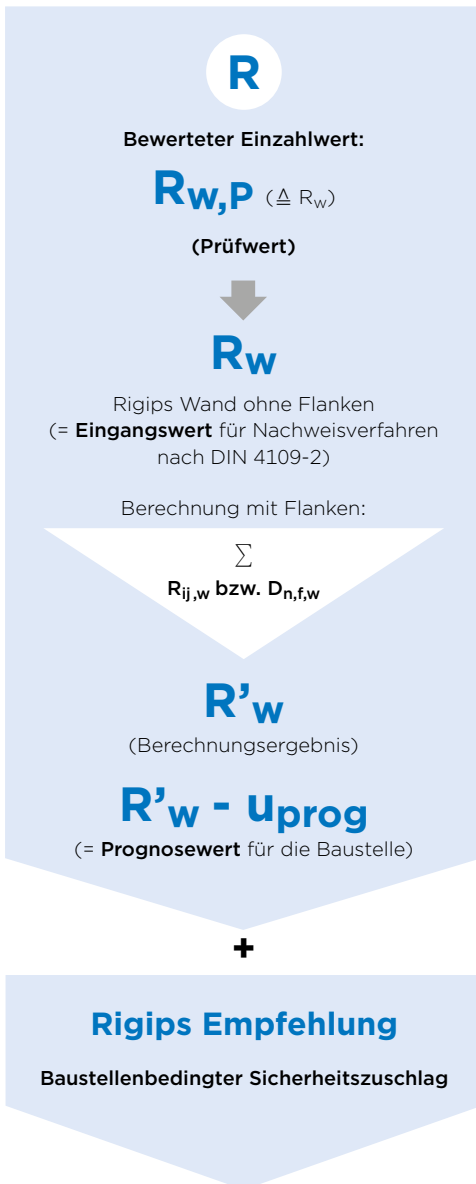 R
Bewerteter Einzahlwert:
Rw,P (≙ Rw)
(Prüfwert)
Rw
Rigips Wand ohne Flanken
(= Eingangswert für Nachweisverfahren
nach DIN 4109-2)
Berechnung mit Flanken:
∑
Rij,w bzw. Dn,f,w
R’w
(Berechnungsergebnis)
R’w - uprog
(= Prognosewert für die Baustelle)
+
Rigips Empfehlung
Baustellenbedingter Sicherheitszuschlag